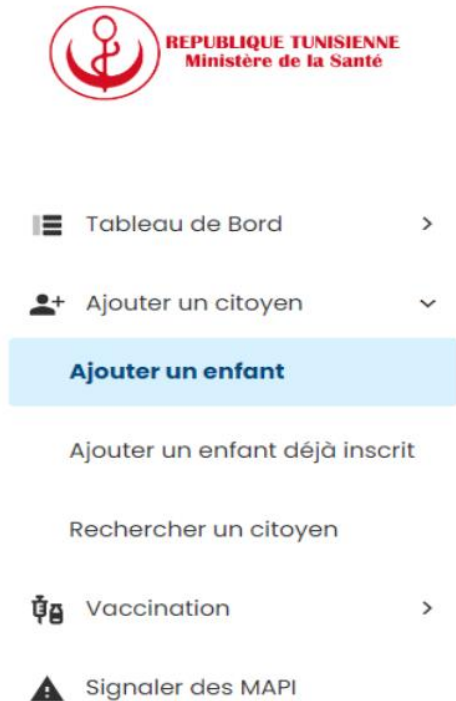 REPUBLIQUE TUNISIENNE
Ministère de la Santé
Tableau de Bord
Ajouter un citoyen
Ajouter un enfant
Ajouter un enfant déjà inscrit
Rechercher un citoyen
Vaccination
Signaler des MAPI